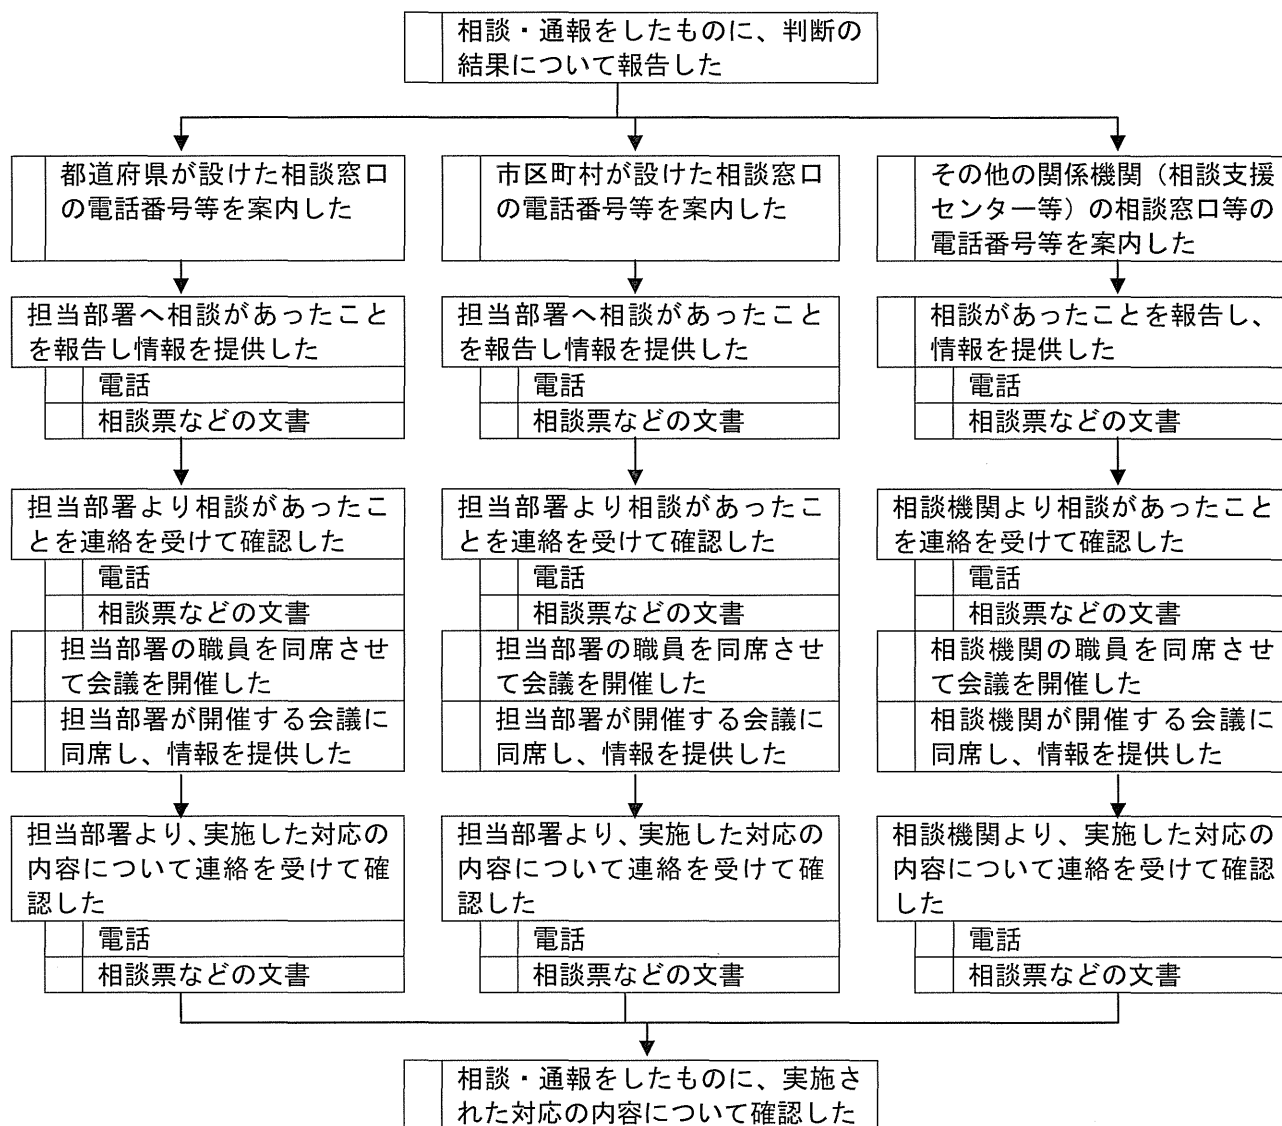 相談・通報をしたものに、判断の
結果について報告した
都道府県が設けた相談窓口
の電話番号等を案内した
市区町村が設けた相談窓口
の電話番号等を案内した
その他の関係機関（相談支援
センター等）の相談窓口等の
電話番号等を案内した
担当部署へ相談があったこと
を報告し情報を提供した
電話
相談票などの文書
担当部署へ相談があったこと
を報告し情報を提供した
電話
相談票などの文書
相談があったことを報告し、
情報を提供した
電話
相談票などの文書
担当部署より相談があったこ
とを連絡を受けて確認した
電話
相談票などの文書
担当部署の職員を同席させ
て会議を開催した
担当部署が開催する会議に
同席し、情報を提供した
担当部署より相談があったこ
とを連絡を受けて確認した
電話
相談票などの文書
担当部署の職員を同席させ
て会議を開催した
担当部署が開催する会議に
同席し、情報を提供した
相談機関より相談があったこと
を連絡を受けて確認した
電話
相談票などの文書
相談機関の職員を同席させ
て会議を開催した
相談機関が開催する会議に
同席し、情報を提供した
担当部署より、実施した対応の
内容について連絡を受けて確
認した
電話
相談票などの文書
担当部署より、実施した対応の
内容について連絡を受けて確
認した
電話
相談票などの文書
相談機関より、実施した対応の
内容について連絡を受けて確認
した
電話
相談票などの文書
相談・通報をしたものに、実施さ
れた対応の内容について確認した